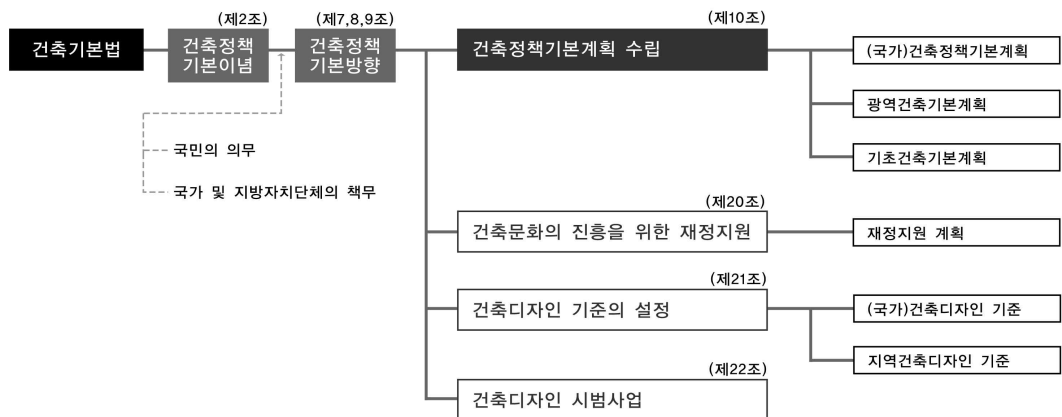 (제2조)
(제7,8,9조)
(제10조)
건축기본법
건축정책
기본이념
건축정책
기본방향
건축정책기본계획 수립
(국가)건축정책기본계획
광역건축기본계획
국민의 의무
기초건축기본계획
국가 및 지방자치단체의 책무
(제20조)
건축문화의 진흥을 위한 재정지원
재정지원 계획
(제21조)
건축디자인 기준의 설정
(국가)건축디자인 기준
지역건축디자인 기준
(제22조)
건축디자인 시범사업